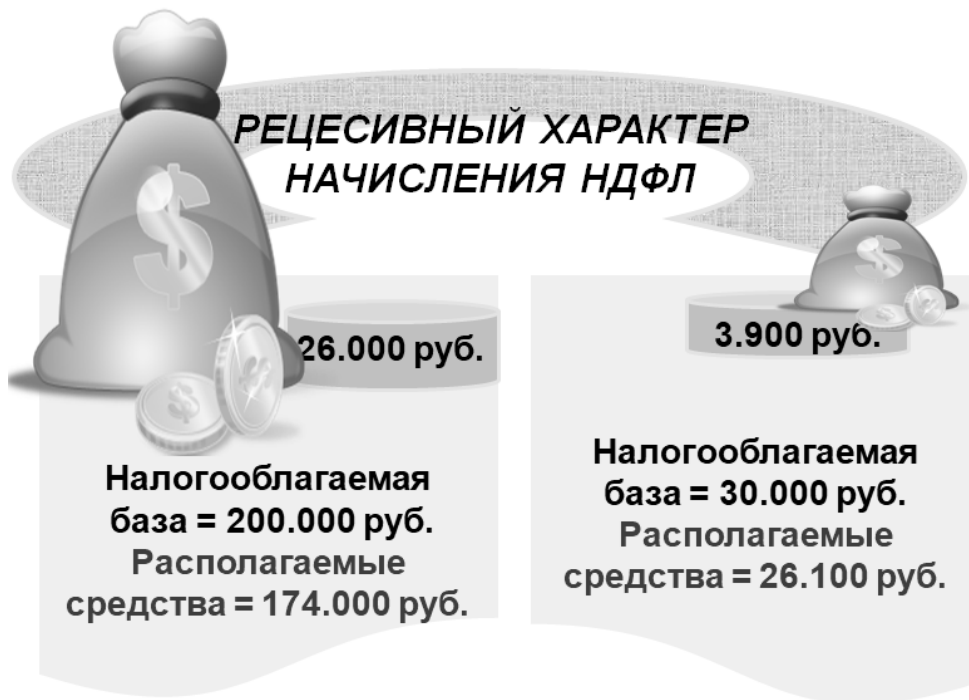 РЕЦЕСИВНЫЙ ХАРАКТЕР
НАЧИСЛЕНИЯ НДФЛ
26.000 руб.
Налогооблагаемая
база = 200.000 руб.
Располагаемые
средства = 174.000 руб.
3.900 руб.
Налогооблагаемая
база = 30.000 руб.
Располагаемые
средства = 26.100 руб.